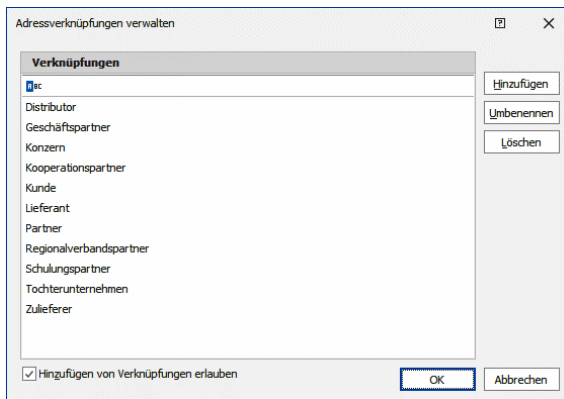 Adressverknüpfungen verwalten
Verknüpfungen
ABC
Distributor
Geschäftspartner
Konzern
Kooperationspartner
Kunde
Lieferant
Partner
Regionalverbandspartner
Schulungspartner
Tochterunternehmen
Zulieferer
Hinzufügen
Umbenennen
Löschen
Hinzufügen von Verknüpfungen erlauben
OK
Abbrechen